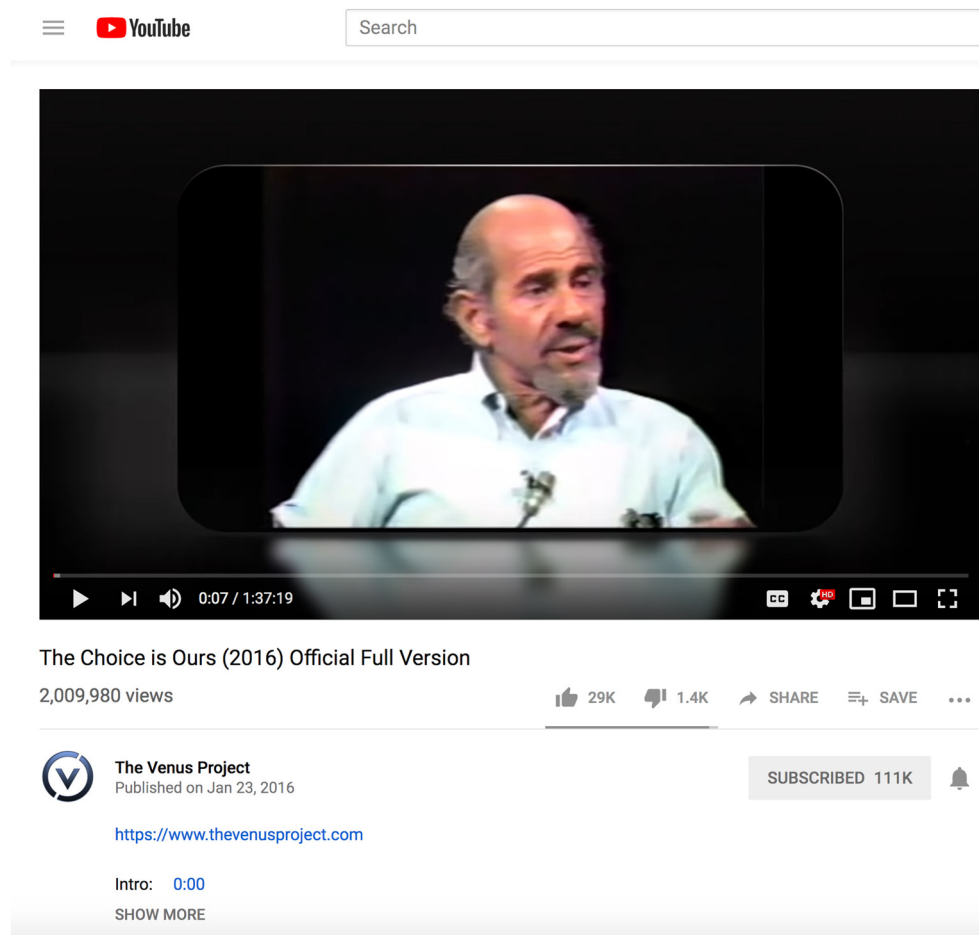 YouTube
Search
0:07 / 1:37:19
CC
HD
The Choice is Ours (2016) Official Full Version
2,009,980 views
29K
1.4K
SHARE
SAVE
The Venus Project
Published on Jan 23, 2016
SUBSCRIBED 111K
https://www.thevenusproject.com
Intro: 0:00
SHOW MORE